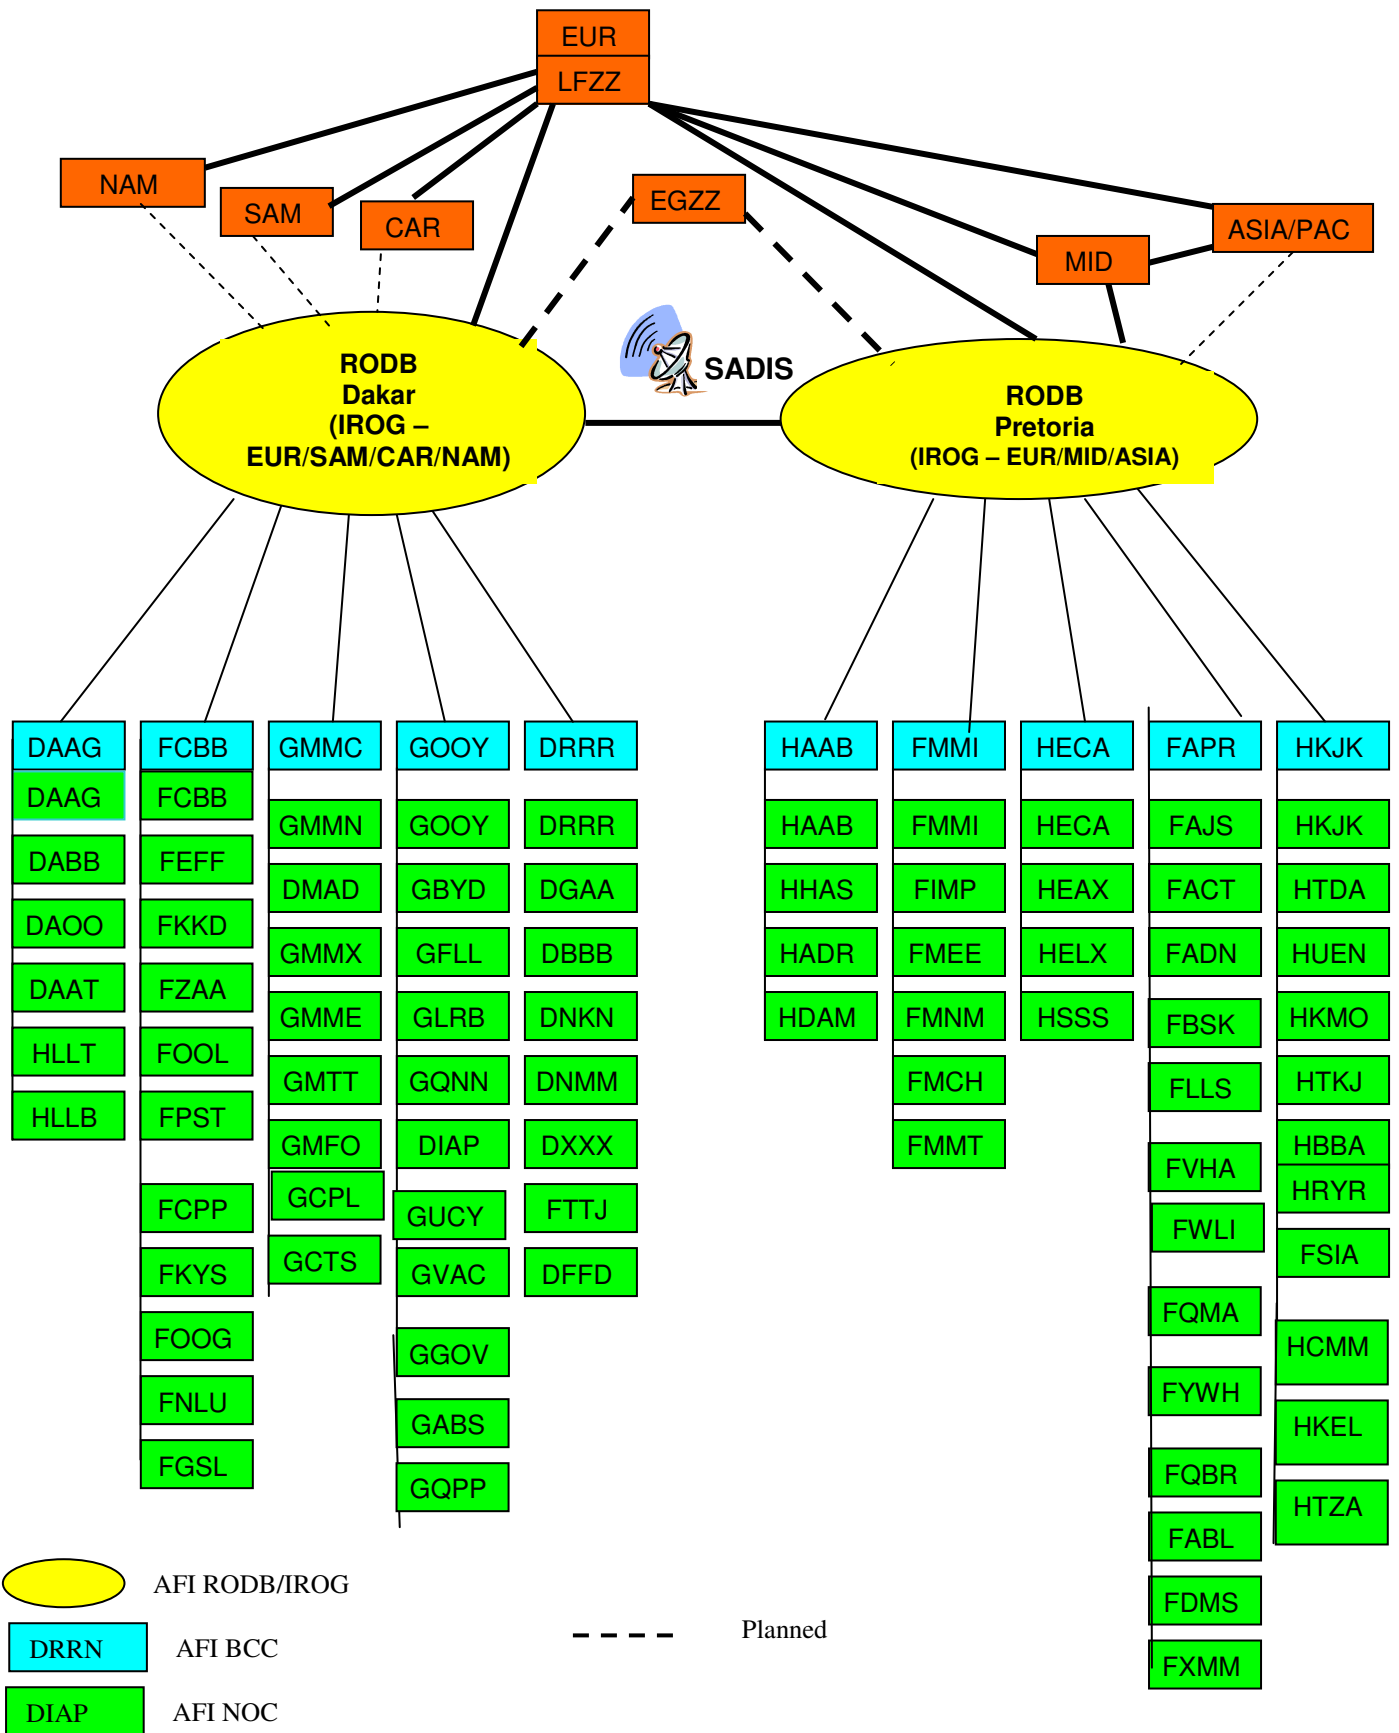 EUR
LFZZ
NAM
SAM
CAR
EGZZ
MID
ASIA/PAC
RODB
Dakar
(IROG –
EUR/SAM/CAR/NAM)
SADIS
RODB
Pretoria
(IROG – EUR/MID/ASIA)
DAAG
DAAG
DABB
DAOO
DAAT
HLLT
HLLB
FCBB
FCBB
FEFF
FKKD
FZAA
FOOL
FPST
FCPP
FKYS
FOOG
FNLU
FGSL
GMMC
GMMN
DMAD
GMMX
GMME
GMTT
GMFO
GCPL
GCTS
GOOY
GOOY
GBYD
GFLL
GLRB
GQNN
DIAP
GUCY
GVAC
GGOV
GABS
GQPP
DRRR
DRRR
DGAA
DBBB
DNKN
DNMM
DXXX
FTTJ
DFFD
HAAB
HAAB
HHAS
HADR
HDAM
FMMI
FMMI
FIMP
FMEE
FMNM
FMCH
FMMT
HECA
HECA
HEAX
HELX
HSSS
FAPR
FAJS
FACT
FADN
FBSK
FLLS
FVHA
FWLI
FQMA
FYWH
FQBR
FABL
FDMS
FXMM
HKJK
HKJK
HTDA
HUEN
HKMO
HTKJ
HBBA
HRYR
FSIA
HCMM
HKEL
HTZA
AFI RODB/IROG
DRRN AFI BCC
DIAP AFI NOC
Planned